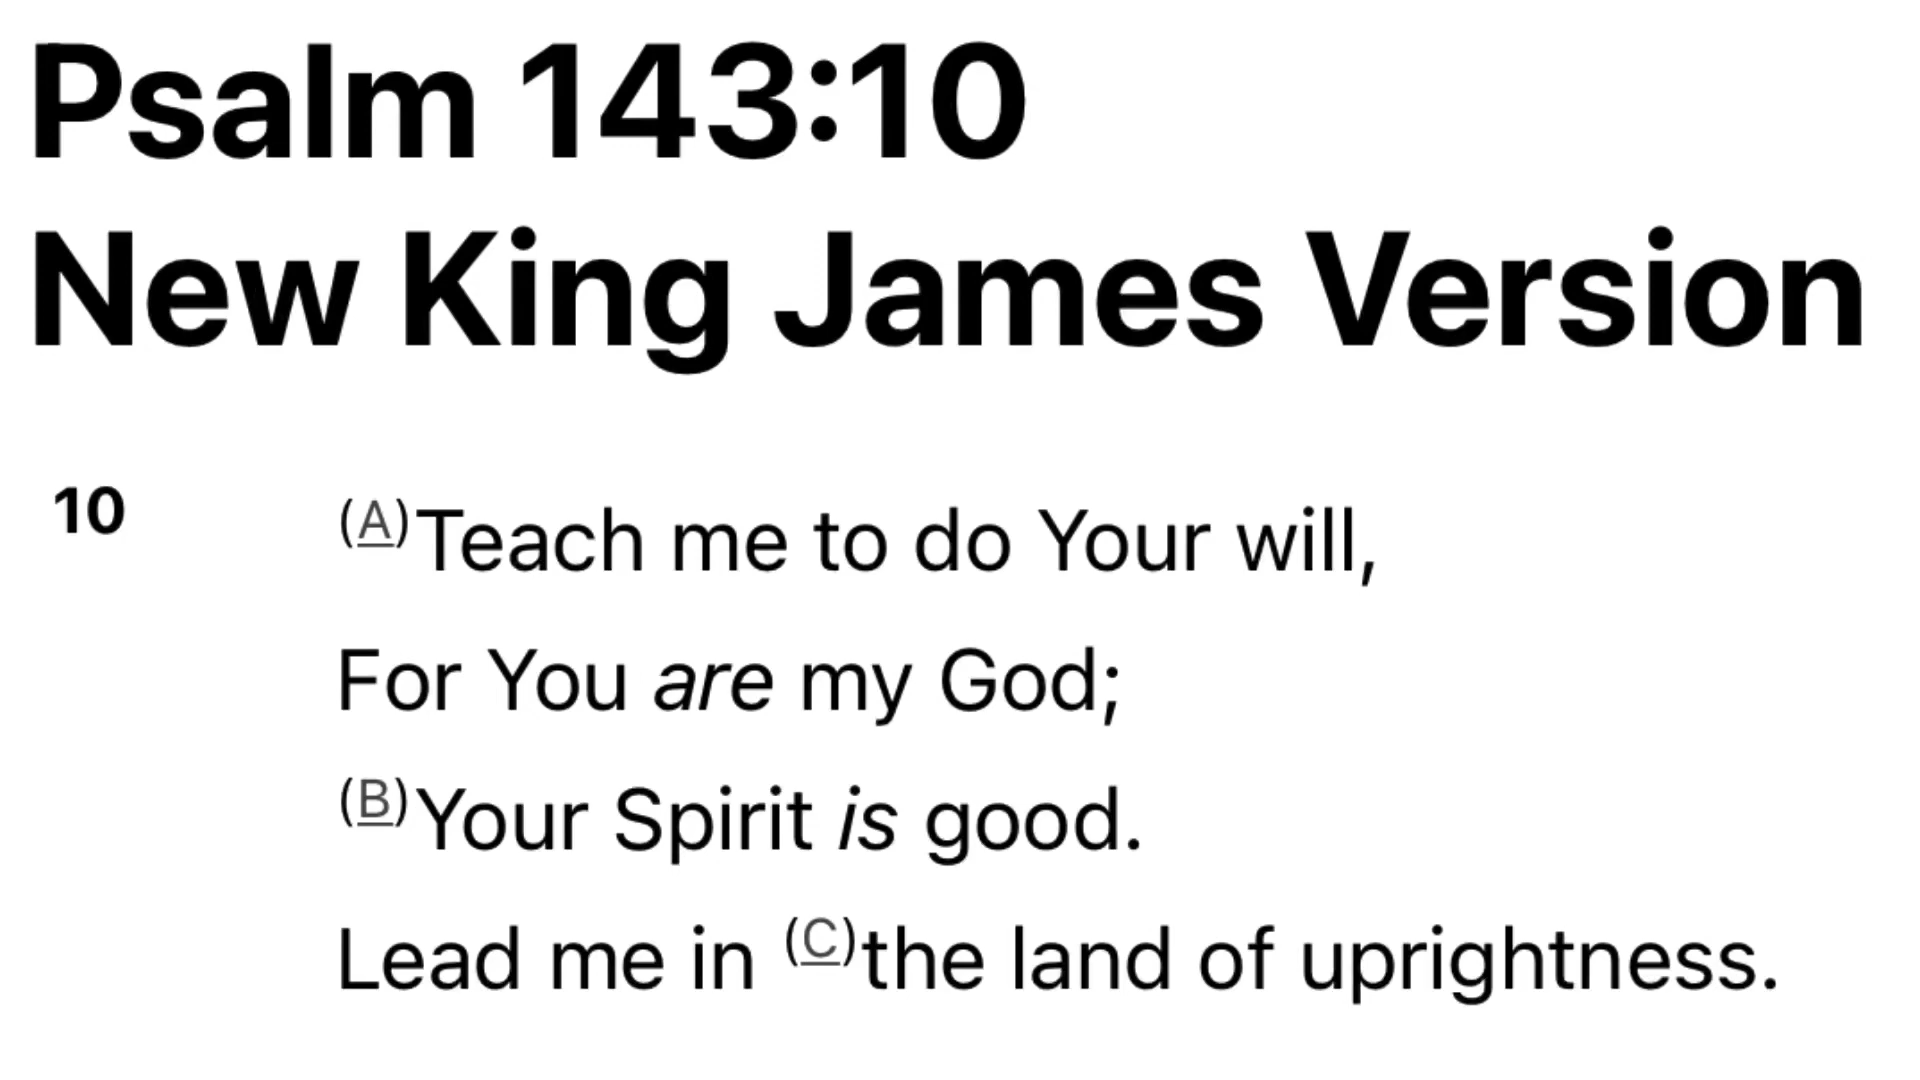 Psalm 143:10
New King James Version
10 (A)Teach me to do Your will,
For You are my God;
(B)Your Spirit is good.
Lead me in (C)the land of uprightness.